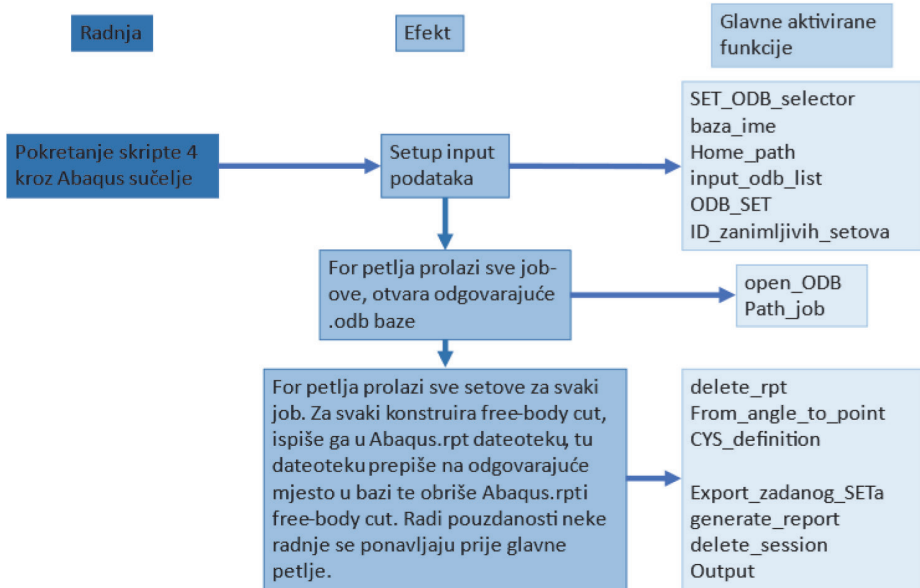 Radnja
Efekt
Glavne aktivirane
funkcije
Pokretanje skripte 4
kroz Abaqus sučelje
Setup input
podataka
SET_ODB_selector
baza_ime
Home_path
input_odb_list
ODB_SET
ID_zanimljivih_setova
For petlja prolazi sve job-
ove, otvara odgovarajuće
.odb baze
open_ODB
Path_job
For petlja prolazi sve setove za svaki
job. Za svaki konstruira free-body cut,
ispiše ga u Abaqus.rpt dateoteku, tu
dateoteku prepiše na odgovarajuće
mjesto u bazi te obriše Abaqus.rpti
free-body cut. Radi pouzdanosti neke
radnje se ponavljaju prije glavne
petlje.
delete_rpt
From_angle_to_point
CYS_definition
Export_zadanog_SETa
generate_report
delete_session
Output